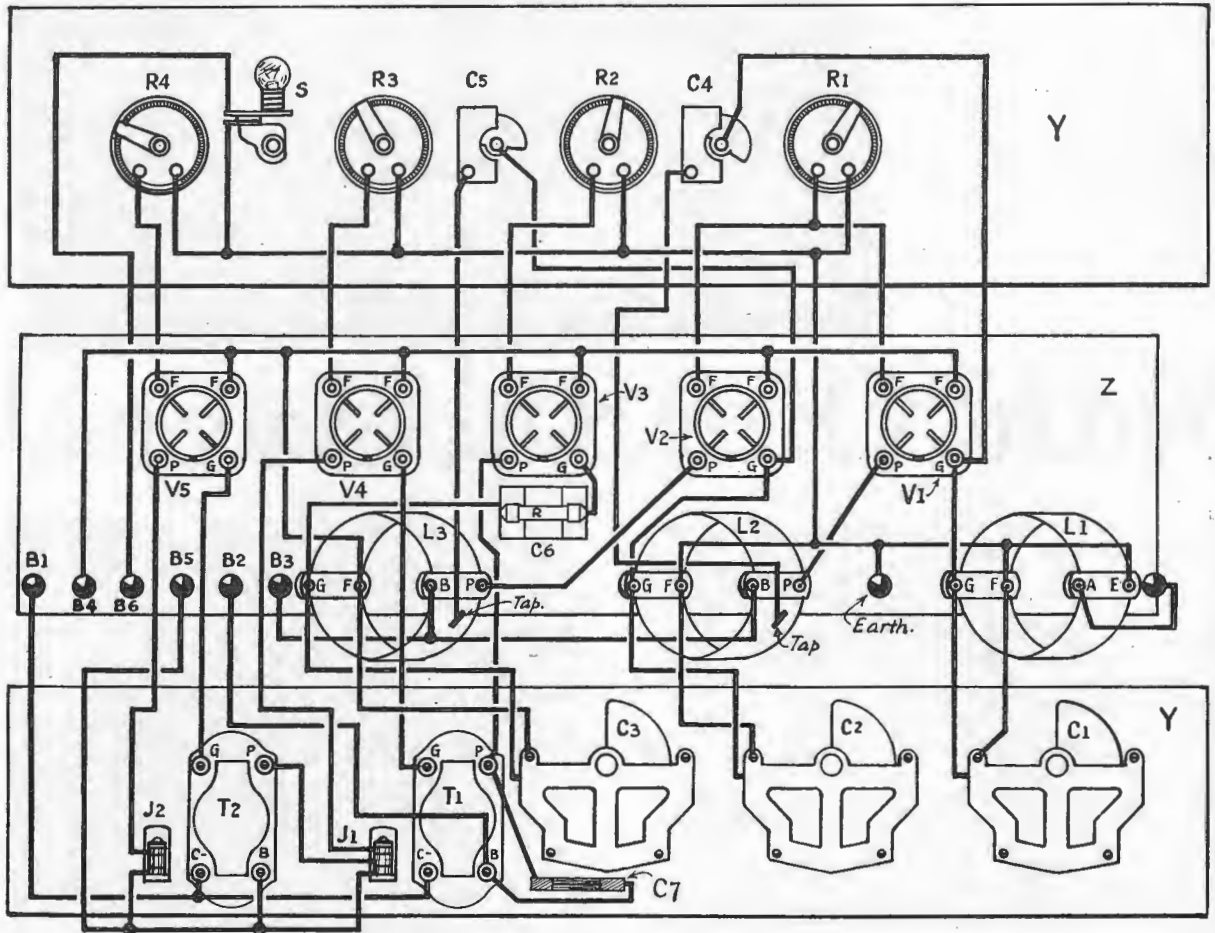 R4 S R3 C5 R2 C4 R1 Y
F F F F F F F F F F
V3 Z
V2
P G P G P G P G P G
V5 V4 V1
R
C6
L3 L2 L1
B1 B4 B6 B5 B2 B3 G F B P G F B P G F A E
Tap. Tap Earth.
C3 C2 C1 Y
G P G P
T2 T1
J2 J1
C- B C- B
C7